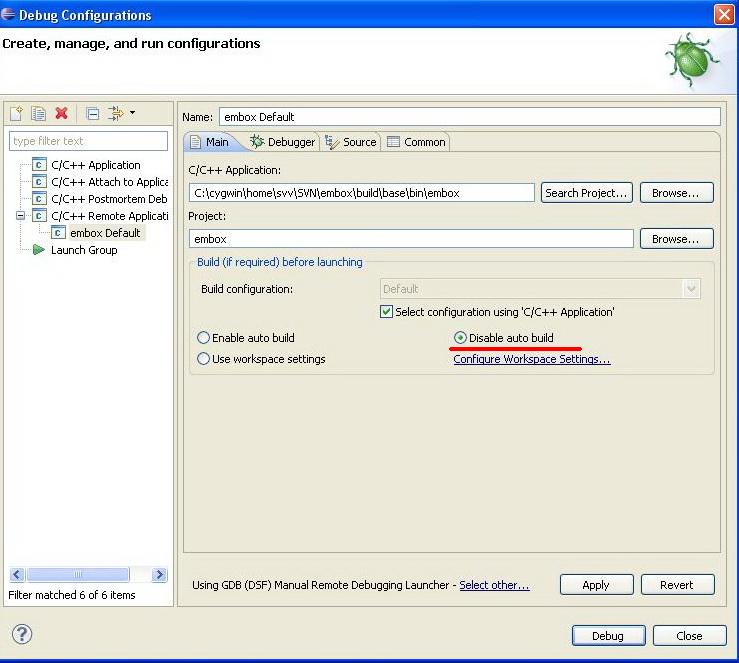 Debug Configurations
Create, manage, and run configurations
type filter text
C/C++ Application
C/C++ Attach to Applica
C/C++ Postmortem Deb
C/C++ Remote Applicati
embox Default
Launch Group
Filter matched 6 of 6 items
Name: embox Default
Main Debugger Source Common
C/C++ Application:
C:\cygwin\home\svv\SVN\embox\build\base\bin\embox Search Project... Browse...
Project:
embox Browse...
Build (if required) before launching
Build configuration: Default
Select configuration using 'C/C++ Application'
Enable auto build Disable auto build
Use workspace settings Configure Workspace Settings...
Using GDB (DSF) Manual Remote Debugging Launcher - Select other... Apply Revert
? Debug Close